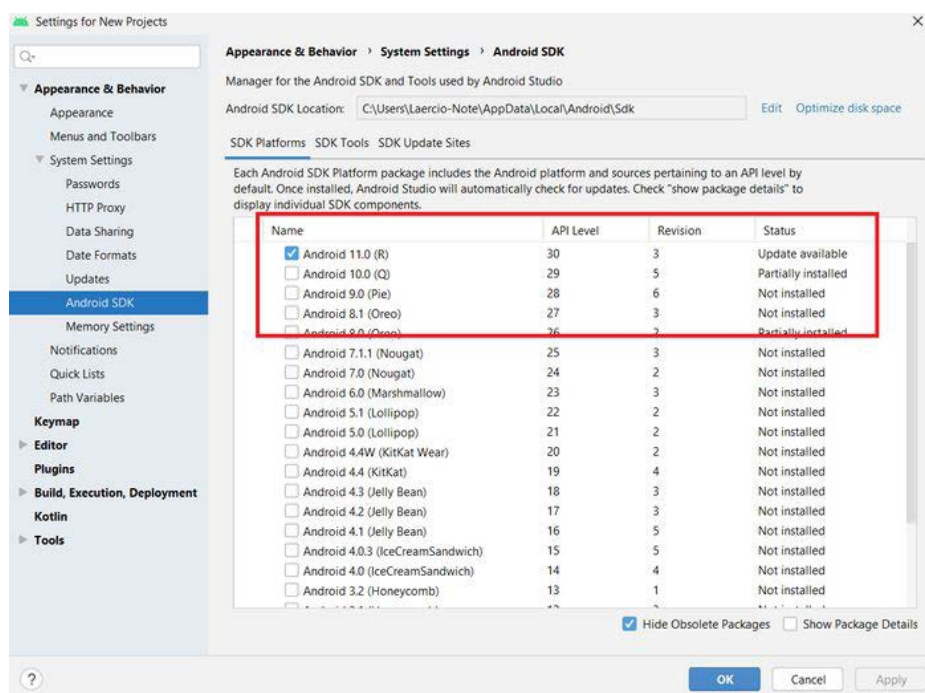 Settings for New Projects
Appearance & Behavior
Appearance
Menus and Toolbars
System Settings
Passwords
HTTP Proxy
Data Sharing
Date Formats
Updates
Android SDK
Memory Settings
Notifications
Quick Lists
Path Variables
Keymap
Editor
Plugins
Build, Execution, Deployment
Kotlin
Tools
Appearance & Behavior › System Settings › Android SDK
Manager for the Android SDK and Tools used by Android Studio
Android SDK Location: C:\Users\Laercio-Note\AppData\Local\Android\Sdk Edit Optimize disk space
SDK Platforms SDK Tools SDK Update Sites
Each Android SDK Platform package includes the Android platform and sources pertaining to an API level by
default. Once installed, Android Studio will automatically check for updates. Check "show package details" to
display individual SDK components.
Name API Level Revision Status
Android 11.0 (R) 30 3 Update available
Android 10.0 (Q) 29 5 Partially installed
Android 9.0 (Pie) 28 6 Not installed
Android 8.1 (Oreo) 27 3 Not installed
Android 8.0 (Oreo) 26 2 Partially installed
Android 7.1.1 (Nougat) 25 3 Not installed
Android 7.0 (Nougat) 24 2 Not installed
Android 6.0 (Marshmallow) 23 3 Not installed
Android 5.1 (Lollipop) 22 2 Not installed
Android 5.0 (Lollipop) 21 2 Not installed
Android 4.4W (KitKat Wear) 20 2 Not installed
Android 4.4 (KitKat) 19 4 Not installed
Android 4.3 (Jelly Bean) 18 3 Not installed
Android 4.2 (Jelly Bean) 17 3 Not installed
Android 4.1 (Jelly Bean) 16 5 Not installed
Android 4.0.3 (IceCreamSandwich) 15 5 Not installed
Android 4.0 (IceCreamSandwich) 14 4 Not installed
Android 3.2 (Honeycomb) 13 1 Not installed
Hide Obsolete Packages Show Package Details
? OK Cancel Apply